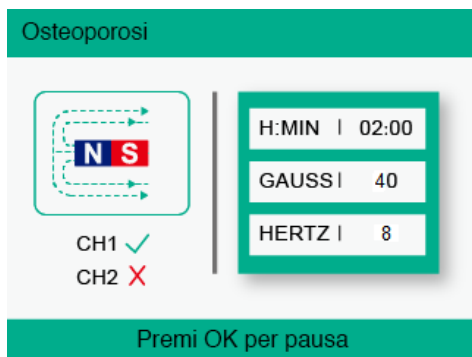 Osteoporosi
N S
CH1
CH2
H:MIN | 02:00
GAUSS | 40
HERTZ | 8
Premi OK per pausa